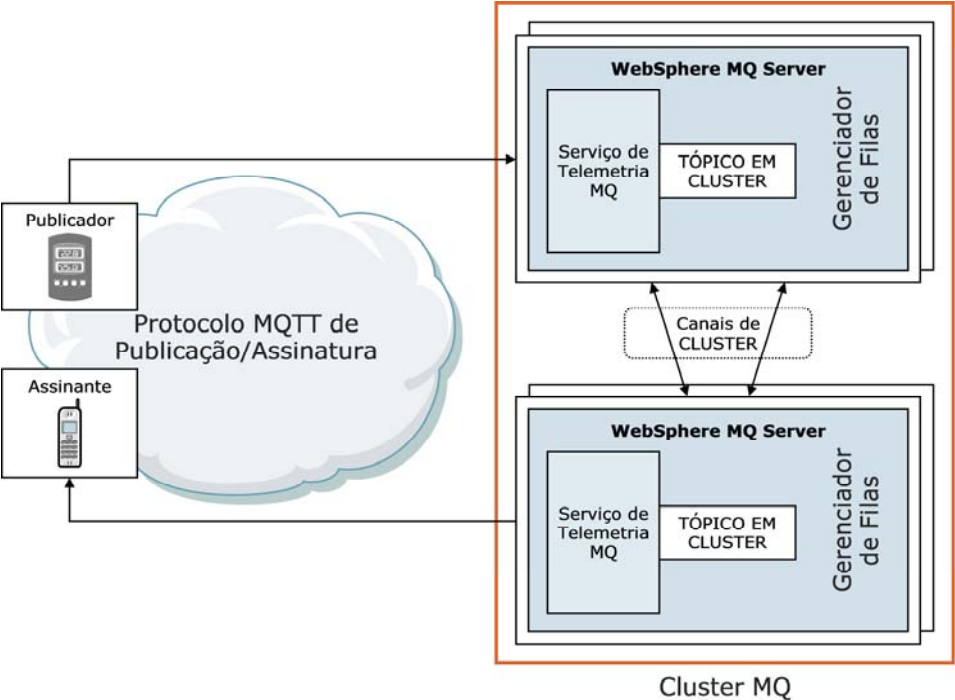 WebSphere MQ Server
Serviço de
Telemetria
MQ
TÓPICO EM
CLUSTER
Gerenciador
de Filas
Publicador
Protocolo MQTT de
Publicação/Assinatura
Canais de
CLUSTER
Assinante
WebSphere MQ Server
Serviço de
Telemetria
MQ
TÓPICO EM
CLUSTER
Gerenciador
de Filas
Cluster MQ